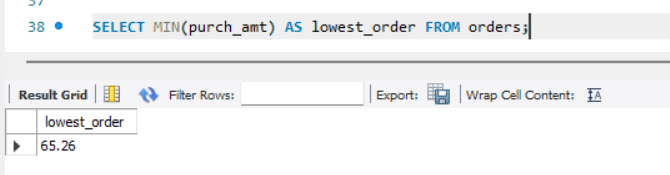 37
38 SELECT MIN(purch_amt) AS lowest_order FROM orders;
Result Grid Filter Rows: Export: Wrap Cell Content: IA
lowest_order
65.26